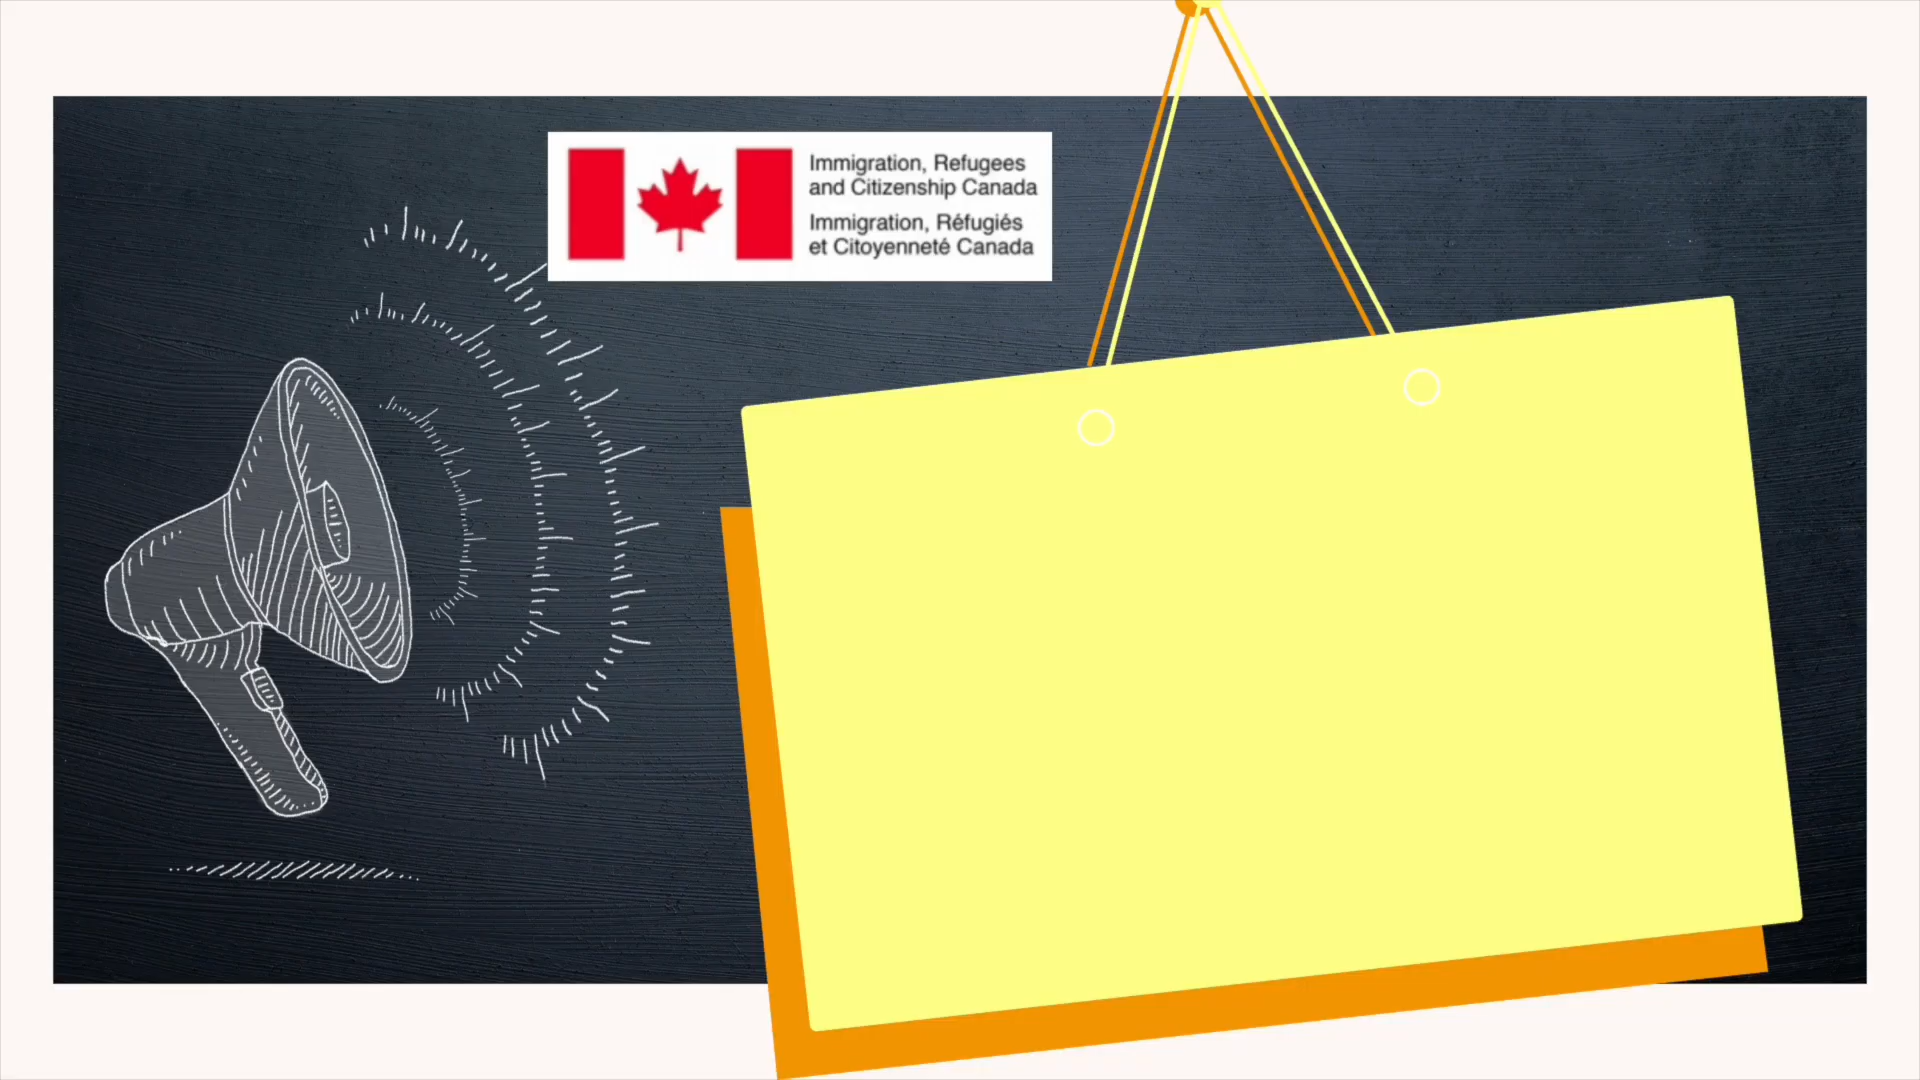 Immigration, Refugees
and Citizenship Canada
Immigration, Réfugiés
et Citoyenneté Canada